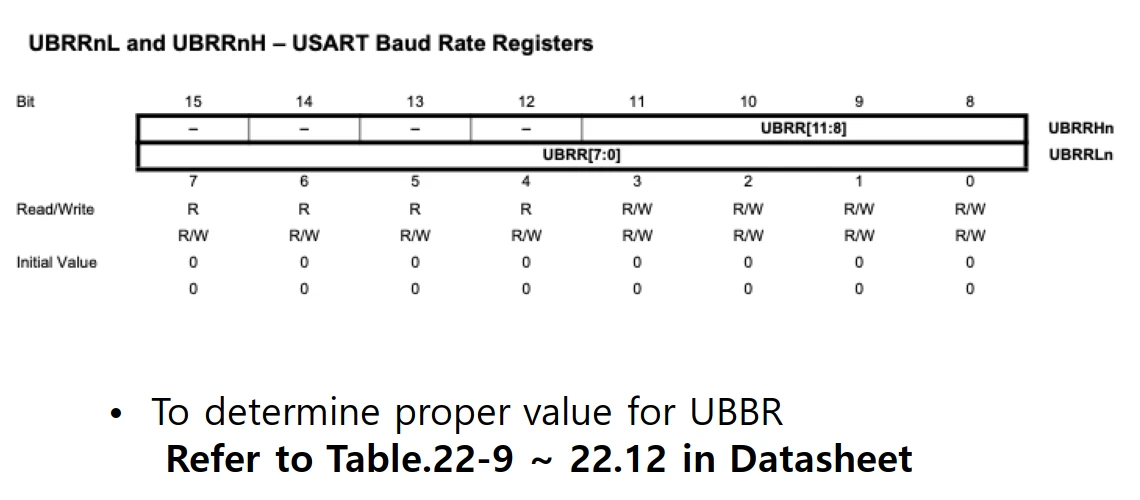 UBRRnL and UBRRnH – USART Baud Rate Registers
Bit 15 14 13 12 11 10 9 8
– – – – UBRR[11:8] UBRRHn
UBRR[7:0] UBRRLn
7 6 5 4 3 2 1 0
Read/Write R R R R R/W R/W R/W R/W
R/W R/W R/W R/W R/W R/W R/W R/W
Initial Value 0 0 0 0 0 0 0 0
0 0 0 0 0 0 0 0
• To determine proper value for UBBR
Refer to Table.22-9 ~ 22.12 in Datasheet